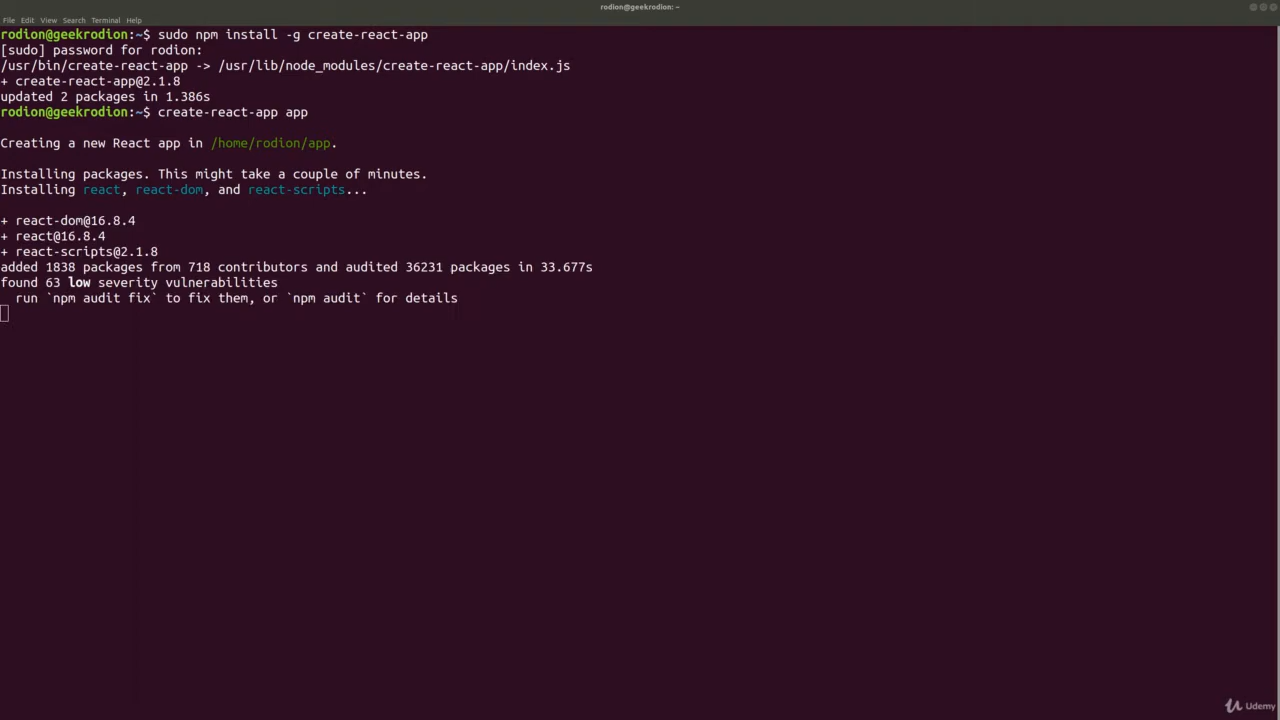 rodion@geekrodion: ~
File Edit View Search Terminal Help
rodion@geekrodion:~$ sudo npm install -g create-react-app
[sudo] password for rodion:
/usr/bin/create-react-app -> /usr/lib/node_modules/create-react-app/index.js
+ create-react-app@2.1.8
updated 2 packages in 1.386s
rodion@geekrodion:~$ create-react-app app
Creating a new React app in /home/rodion/app.
Installing packages. This might take a couple of minutes.
Installing react, react-dom, and react-scripts...
+ react-dom@16.8.4
+ react@16.8.4
+ react-scripts@2.1.8
added 1838 packages from 718 contributors and audited 36231 packages in 33.677s
found 63 low severity vulnerabilities
  run `npm audit fix` to fix them, or `npm audit` for details
Udemy